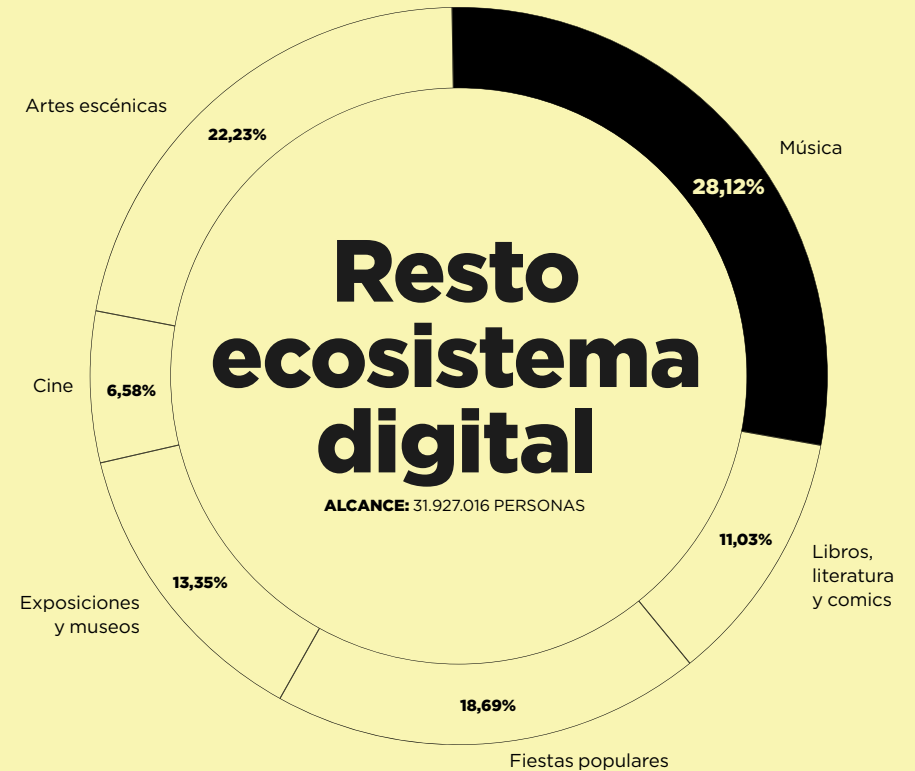 Artes escénicas
22,23%
Música
28,12%
Resto
ecosistema
digital
ALCANCE: 31.927.016 PERSONAS
Cine
6,58%
11,03%
Libros,
literatura
y comics
13,35%
Exposiciones
y museos
18,69%
Fiestas populares